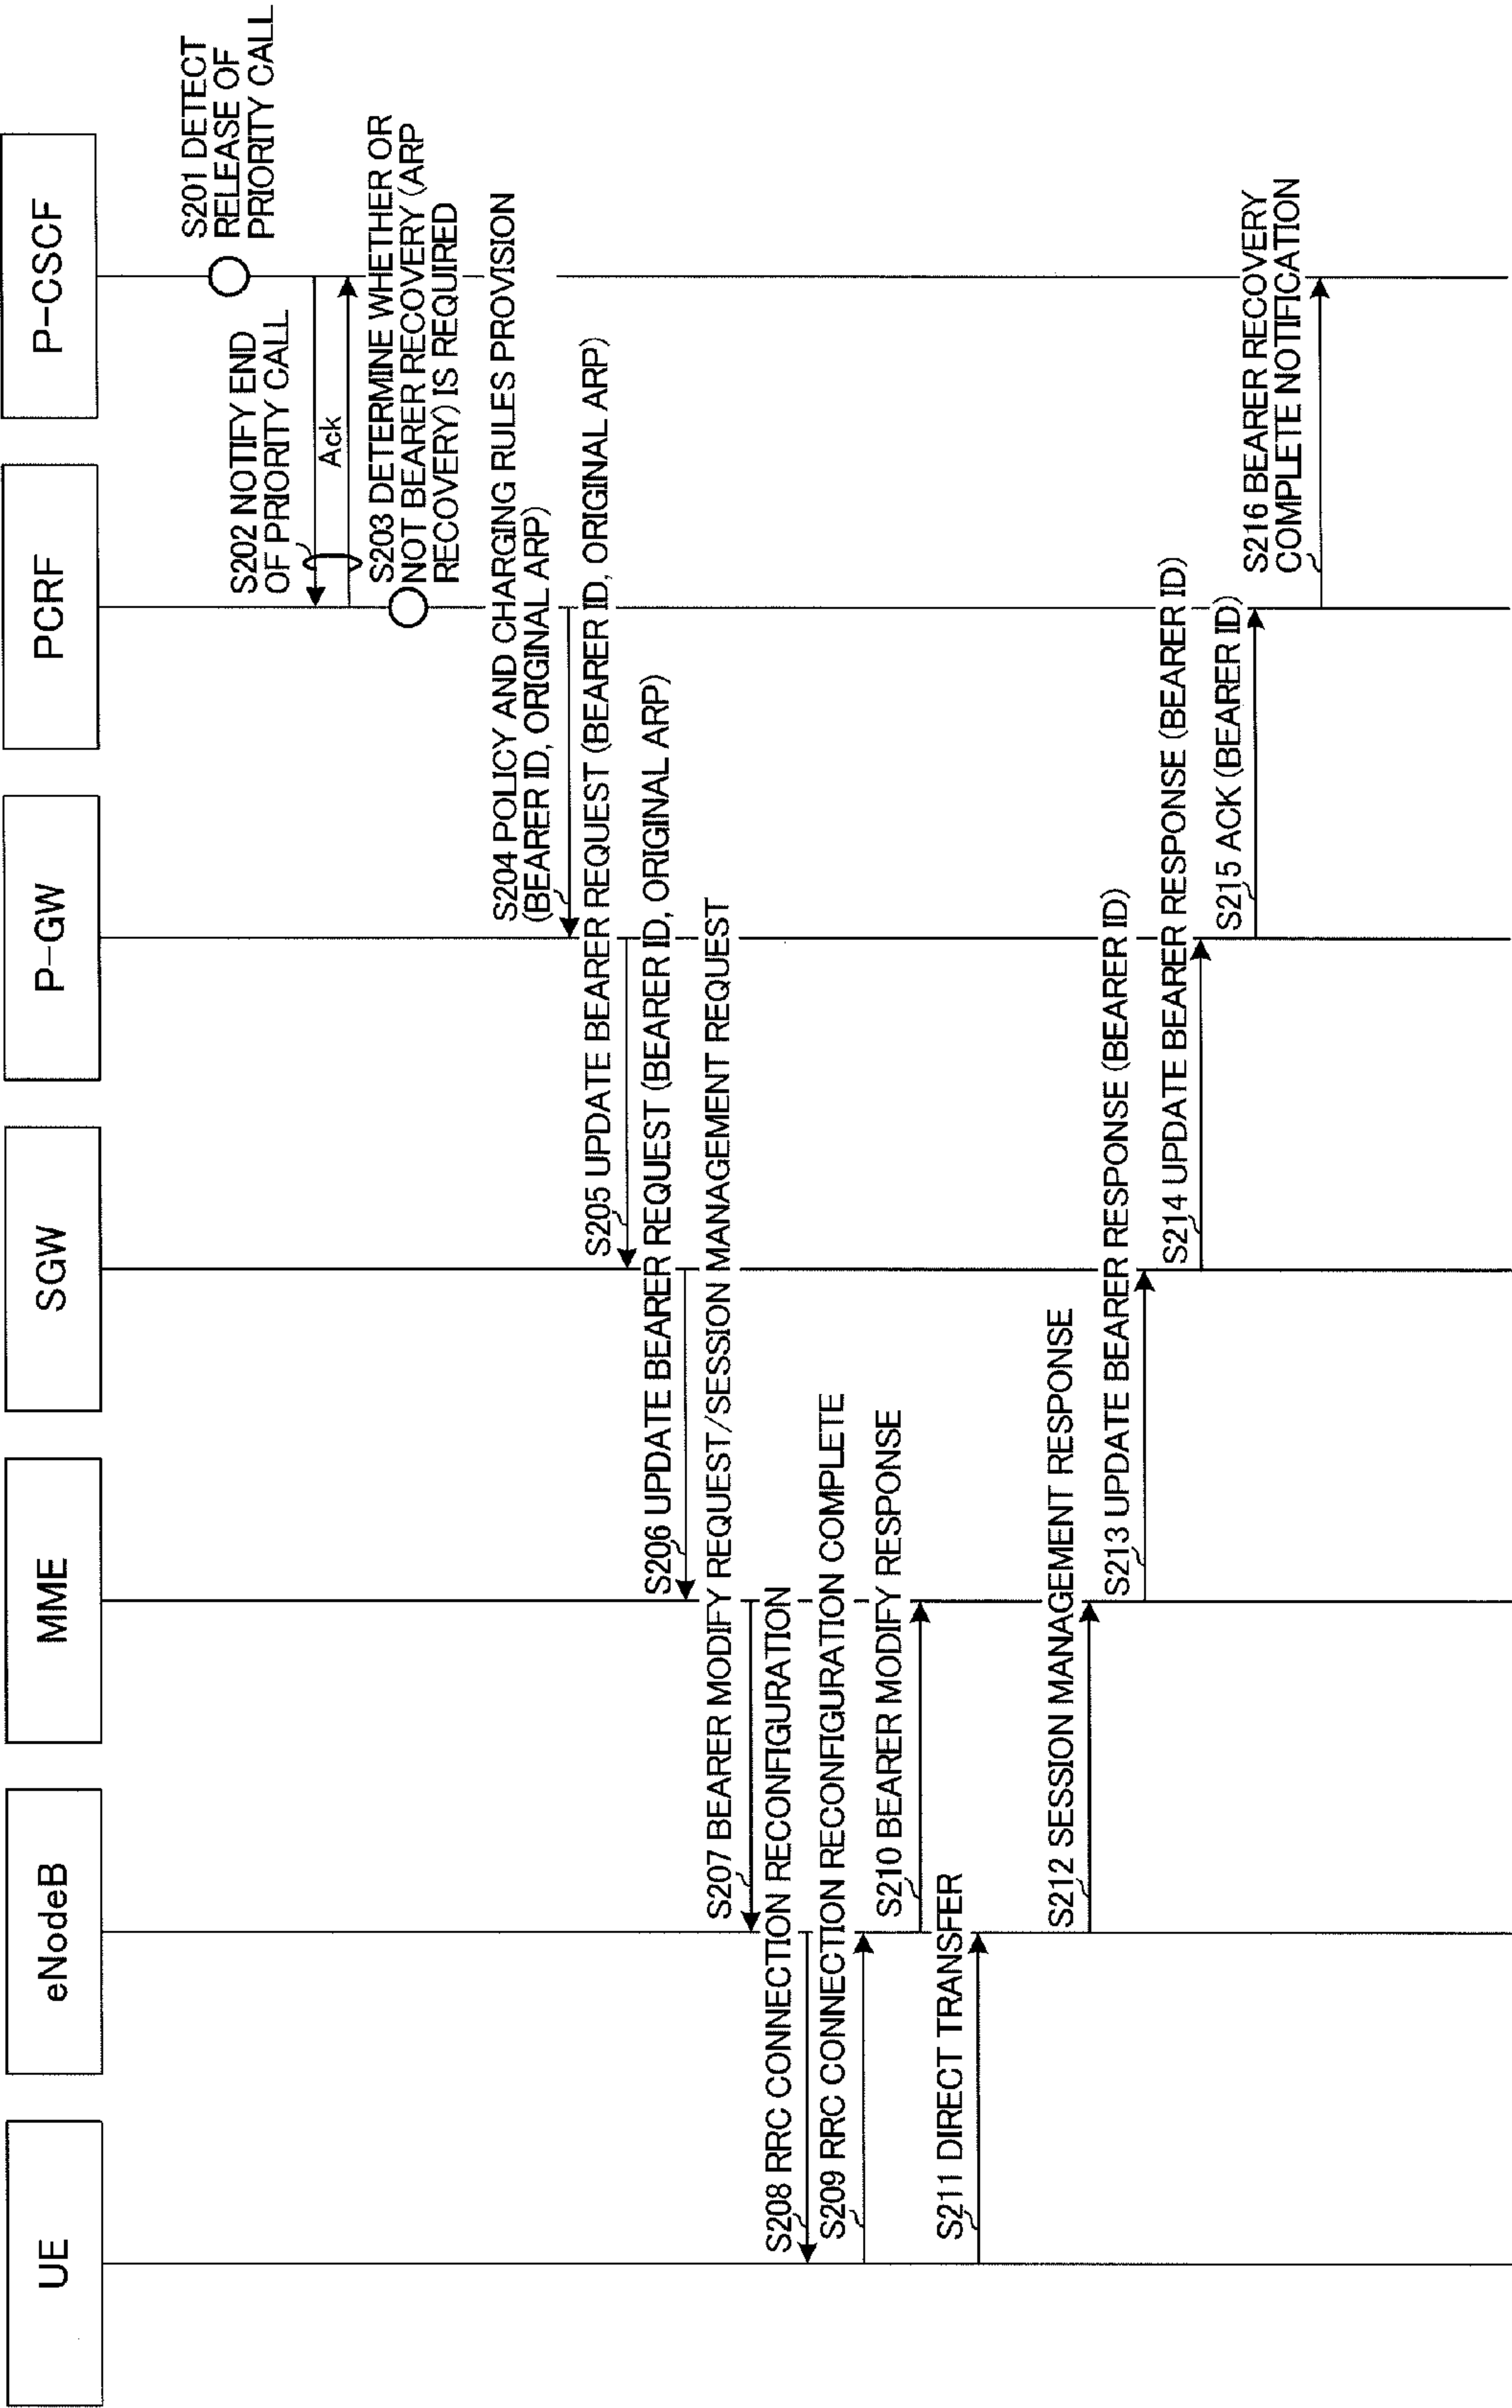 UE
eNodeB
MME
SGW
P-GW
PCRF
P-CSCF
S201 DETECT
RELEASE OF
PRIORITY CALL
S202 NOTIFY END
OF PRIORITY CALL
Ack
S203 DETERMINE WHETHER OR
NOT BEARER RECOVERY (ARP
RECOVERY) IS REQUIRED
S204 POLICY AND CHARGING RULES PROVISION
(BEARER ID, ORIGINAL ARP)
S205 UPDATE BEARER REQUEST (BEARER ID, ORIGINAL ARP)
S206 UPDATE BEARER REQUEST (BEARER ID, ORIGINAL ARP)
S207 BEARER MODIFY REQUEST/SESSION MANAGEMENT REQUEST
S208 RRC CONNECTION RECONFIGURATION
S209 RRC CONNECTION RECONFIGURATION COMPLETE
S210 BEARER MODIFY RESPONSE
S211 DIRECT TRANSFER
S212 SESSION MANAGEMENT RESPONSE
S213 UPDATE BEARER RESPONSE (BEARER ID)
S214 UPDATE BEARER RESPONSE (BEARER ID)
S215 ACK (BEARER ID)
S216 BEARER RECOVERY
COMPLETE NOTIFICATION